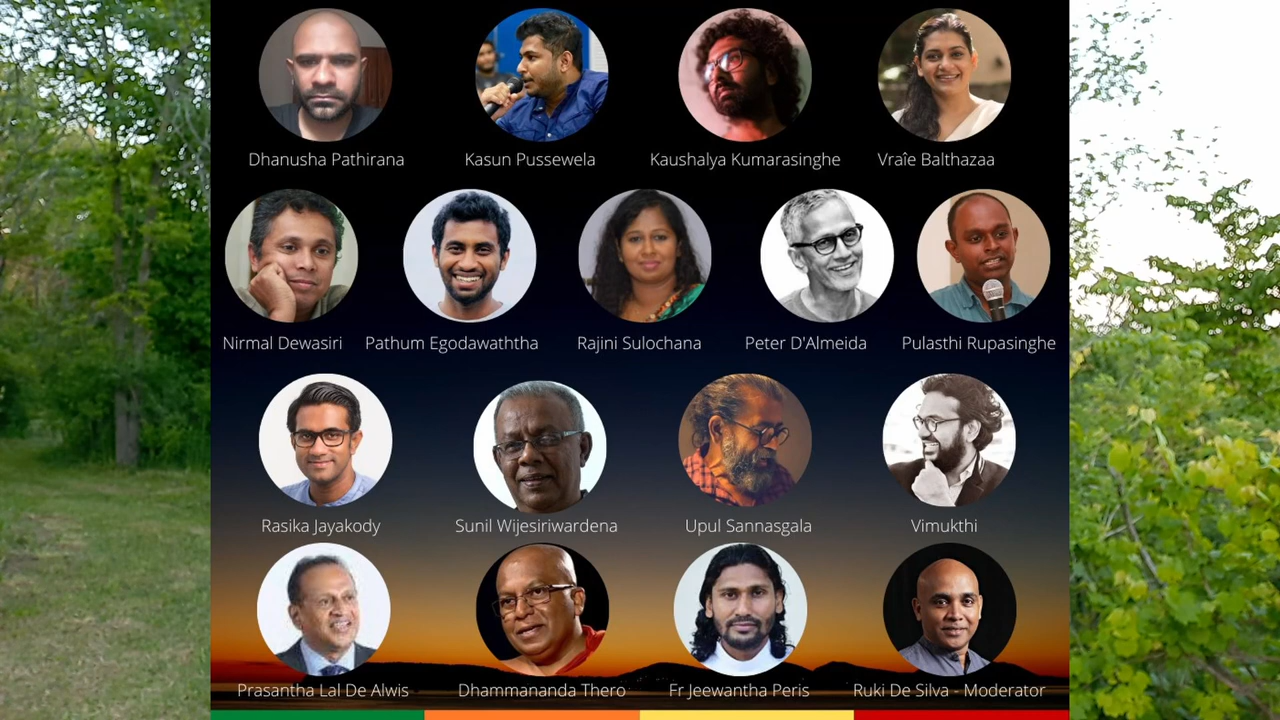 Dhanusha Pathirana
Kasun Pussewela
Kaushalya Kumarasinghe
Vraîe Balthazaa
Nirmal Dewasiri
Pathum Egodawaththa
Rajini Sulochana
Peter D'Almeida
Pulasthi Rupasinghe
Rasika Jayakody
Sunil Wijesiriwardena
Upul Sannasgala
Vimukthi
Prasantha Lal De Alwis
Dhammananda Thero
Fr Jeewantha Peris
Ruki De Silva - Moderator